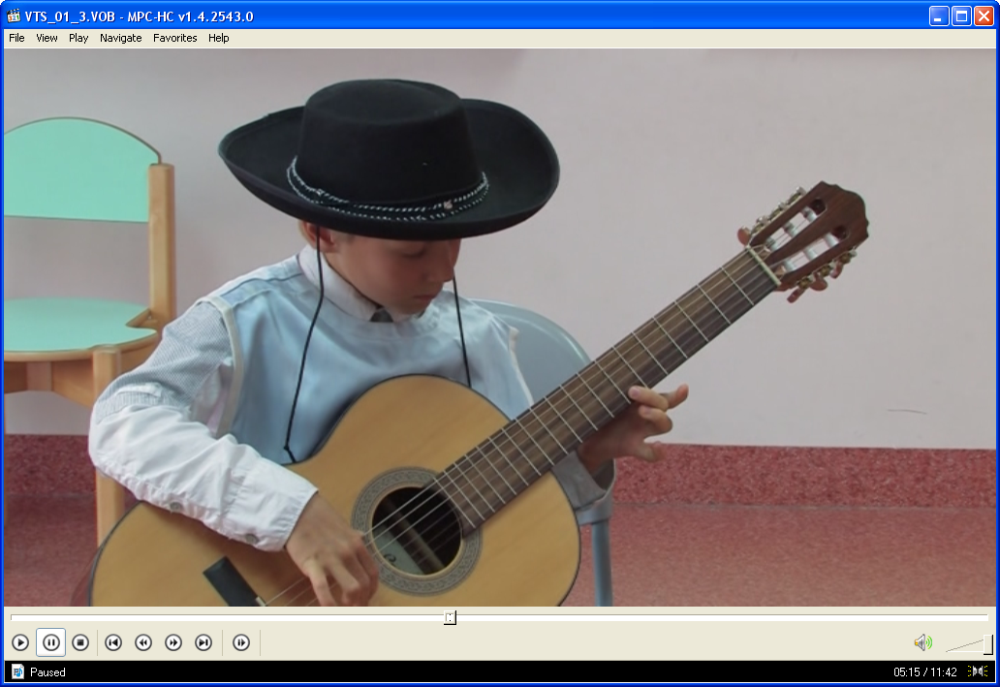 VTS_01_3.VOB - MPC-HC v1.4.2543.0
File View Play Navigate Favorites Help
Paused 05:15 / 11:42